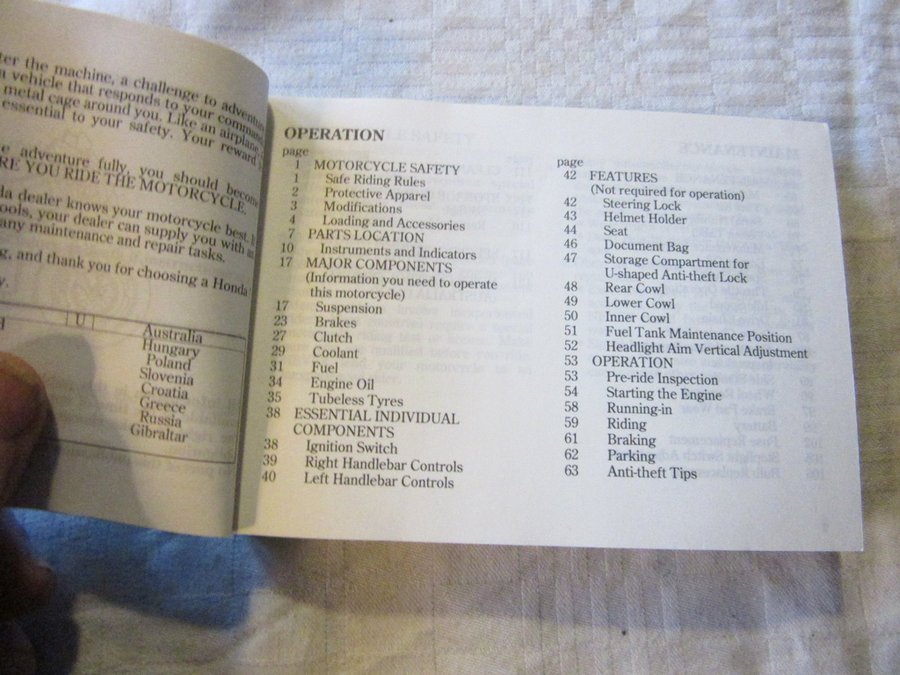 ter the machine, a challenge to adventure
a vehicle that responds to your command
metal cage around you. Like an airplane,
essential to your safety. Your reward
e adventure fully, you should become
RE YOU RIDE THE MOTORCYCLE.
da dealer knows your motorcycle best.
ools, your dealer can supply you with an
any maintenance and repair tasks.
g, and thank you for choosing a Honda
y.
U
Australia
Hungary
Poland
Slovenia
Croatia
Greece
Russia
Gibraltar
OPERATION
page
1 MOTORCYCLE SAFETY
1 Safe Riding Rules
2 Protective Apparel
3 Modifications
4 Loading and Accessories
7 PARTS LOCATION
10 Instruments and Indicators
17 MAJOR COMPONENTS
(Information you need to operate
this motorcycle)
17 Suspension
23 Brakes
27 Clutch
29 Coolant
31 Fuel
34 Engine Oil
35 Tubeless Tyres
38 ESSENTIAL INDIVIDUAL
COMPONENTS
38 Ignition Switch
39 Right Handlebar Controls
40 Left Handlebar Controls
page
42 FEATURES
(Not required for operation)
42 Steering Lock
43 Helmet Holder
44 Seat
46 Document Bag
47 Storage Compartment for
U-shaped Anti-theft Lock
48 Rear Cowl
49 Lower Cowl
50 Inner Cowl
51 Fuel Tank Maintenance Position
52 Headlight Aim Vertical Adjustment
53 OPERATION
53 Pre-ride Inspection
54 Starting the Engine
58 Running-in
59 Riding
61 Braking
62 Parking
63 Anti-theft Tips